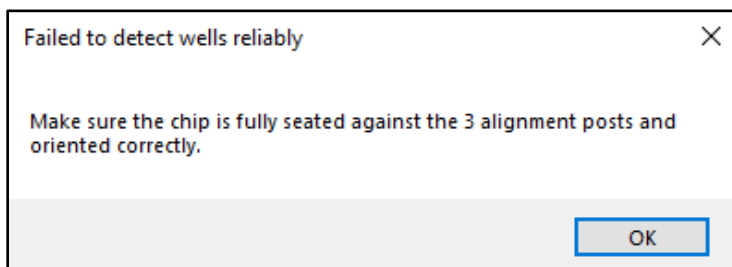 Failed to detect wells reliably
Make sure the chip is fully seated against the 3 alignment posts and
oriented correctly.
OK